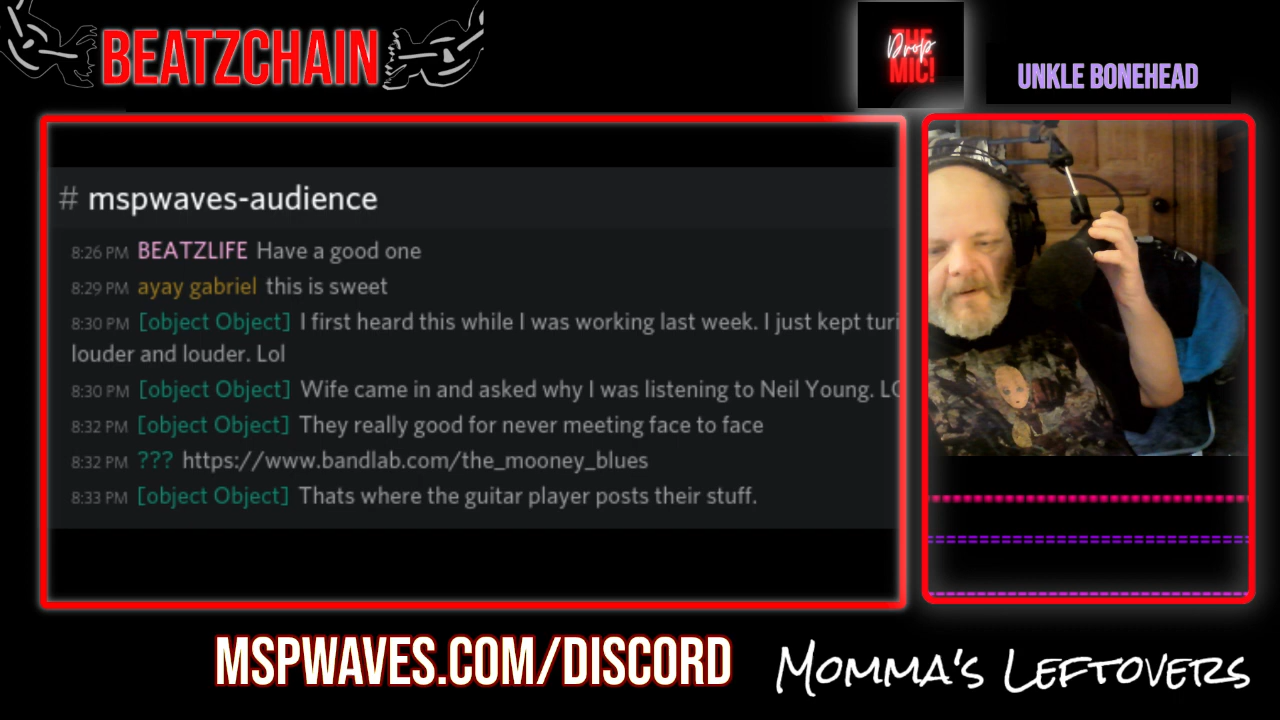 BEATZCHAIN
THE
Drop
MIC!
UNKLE BONEHEAD
# mspwaves-audience
8:26 PM BEATZLIFE Have a good one
8:29 PM ayay gabriel this is sweet
8:30 PM [object Object] I first heard this while I was working last week. I just kept turi
louder and louder. Lol
8:30 PM [object Object] Wife came in and asked why I was listening to Neil Young. LO
8:32 PM [object Object] They really good for never meeting face to face
8:32 PM ??? https://www.bandlab.com/the_mooney_blues
8:33 PM [object Object] Thats where the guitar player posts their stuff.
MSPWAVES.COM/DISCORD
MOMMA'S LEFTOVERS